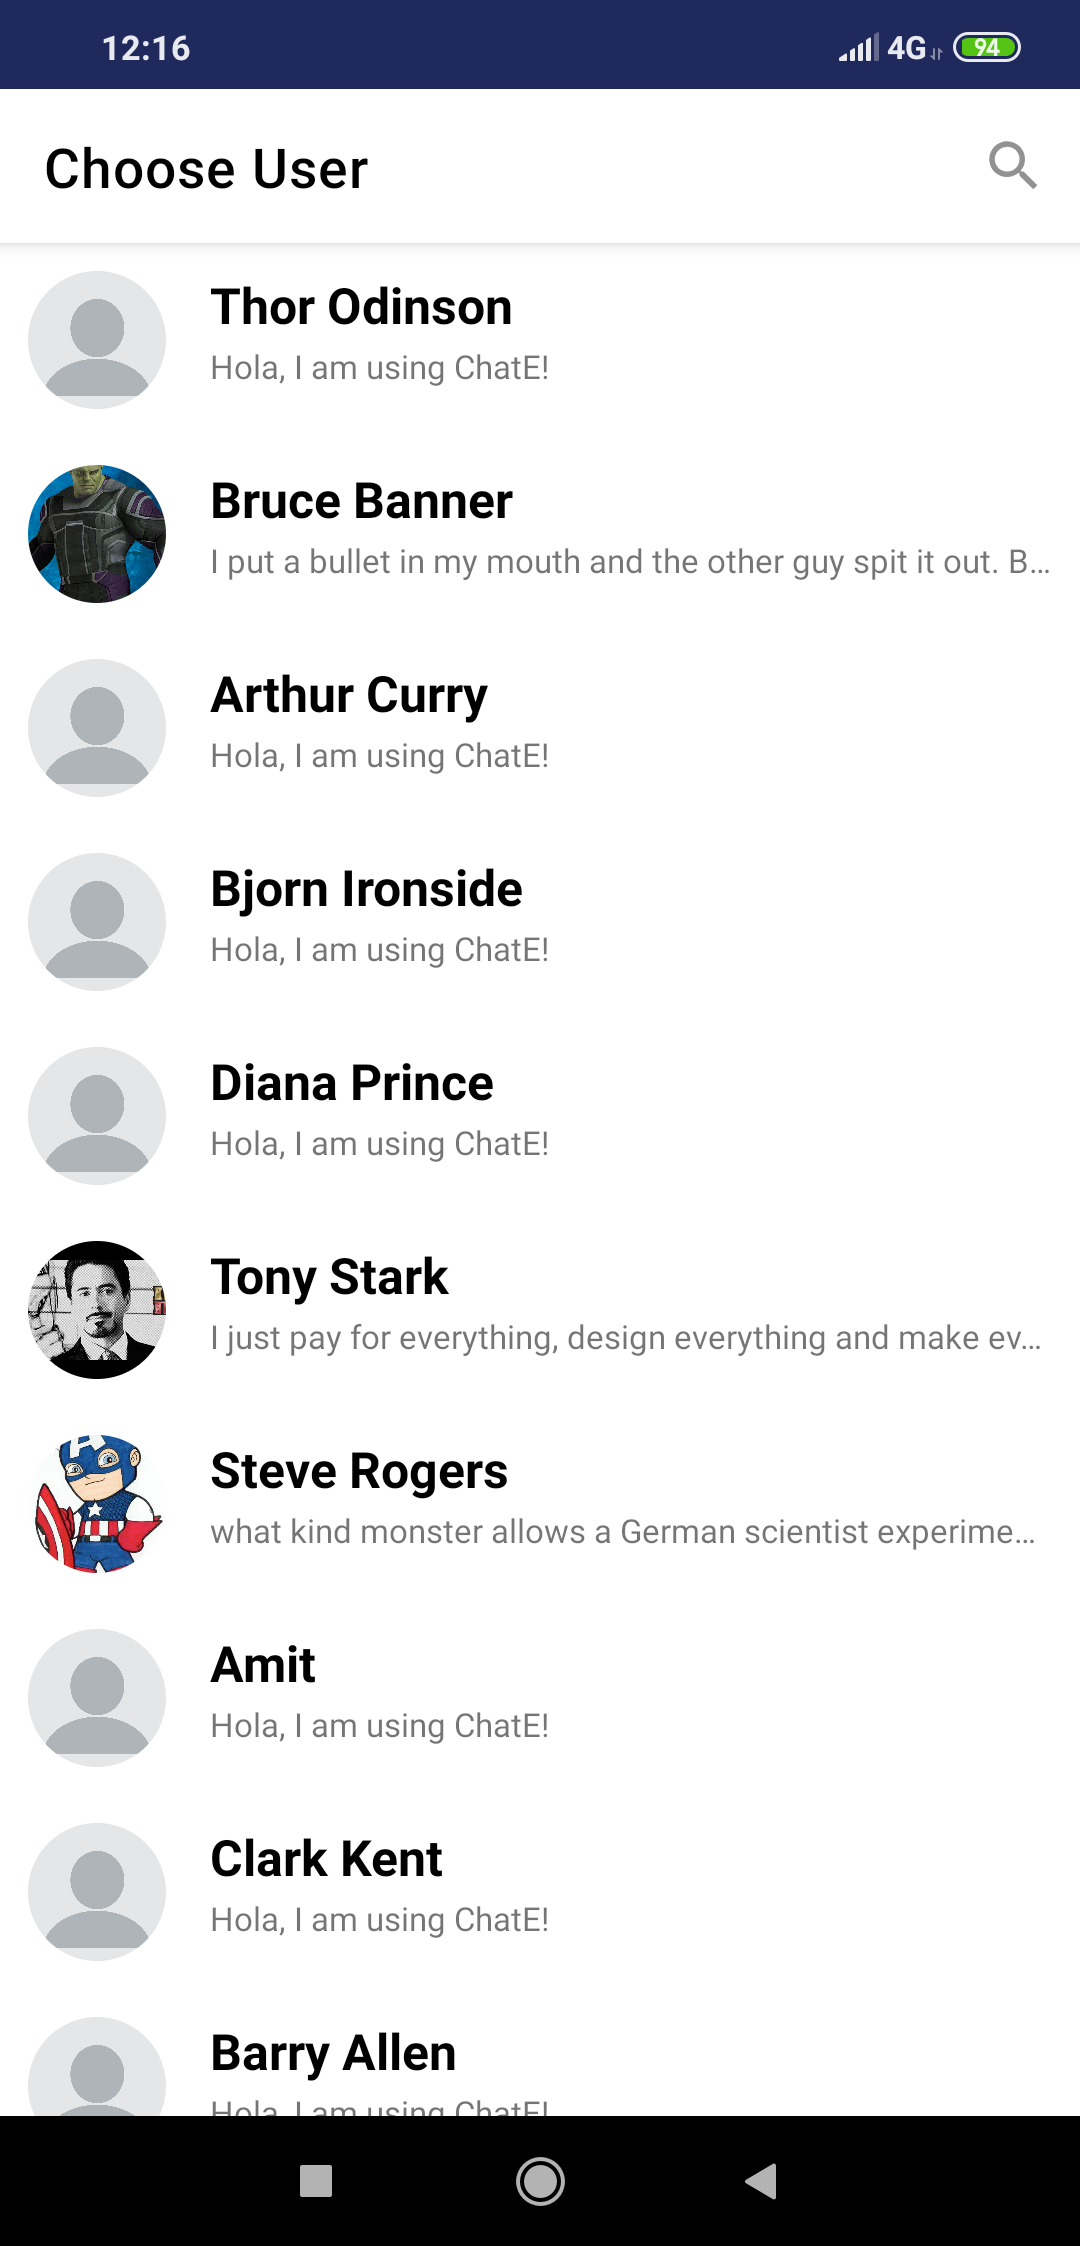 12:16
4G 94
Choose User
Thor Odinson
Hola, I am using ChatE!
Bruce Banner
I put a bullet in my mouth and the other guy spit it out. B...
Arthur Curry
Hola, I am using ChatE!
Bjorn Ironside
Hola, I am using ChatE!
Diana Prince
Hola, I am using ChatE!
Tony Stark
I just pay for everything, design everything and make ev...
Steve Rogers
what kind monster allows a German scientist experime...
Amit
Hola, I am using ChatE!
Clark Kent
Hola, I am using ChatE!
Barry Allen
Hola, I am using ChatE!